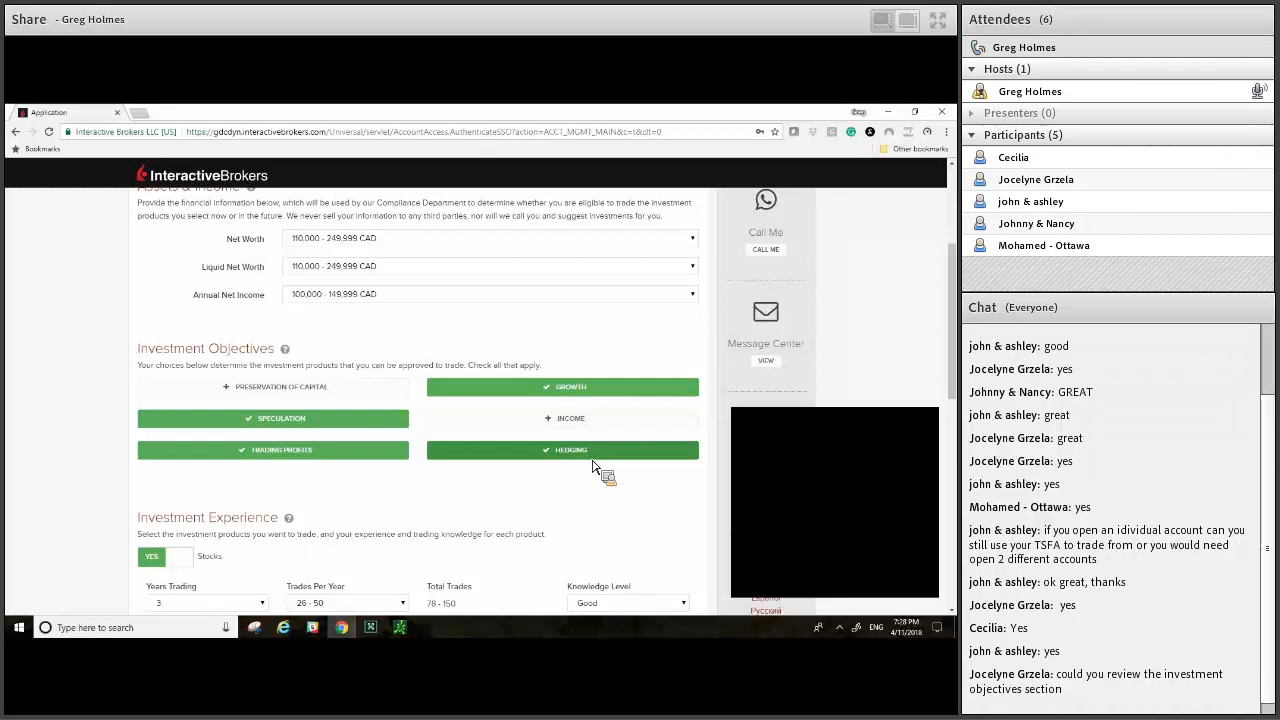 Share - Greg Holmes
Application
Greg
Interactive Brokers LLC [US]
https://gdcdyn.interactivebrokers.com/Universal/servlet/AccountAccess.AuthenticateSSO?action=ACCT_MGMT_MAIN&c=t&clt=0
Bookmarks
Other bookmarks
InteractiveBrokers
Assets & Income
Provide the financial information below, which will be used by our Compliance Department to determine whether you are eligible to trade the investment
products you select now or in the future. We never sell your information to any third parties, nor will we call you and suggest investments for you.
Net Worth 110,000 - 249,999 CAD
Liquid Net Worth 110,000 - 249,999 CAD
Annual Net Income 100,000 - 149,999 CAD
Investment Objectives
Your choices below determine the investment products that you can be approved to trade. Check all that apply.
PRESERVATION OF CAPITAL
GROWTH
SPECULATION
INCOME
TRADING PROFITS
HEDGING
Investment Experience
Select the investment products you want to trade, and your experience and trading knowledge for each product.
YES Stocks
Years Trading Trades Per Year Total Trades Knowledge Level
3 26 - 50 78 - 150 Good
Call Me
CALL ME
Message Center
VIEW
Español
Русский
Type here to search
ENG
7:28 PM
4/11/2018
Attendees (6)
Greg Holmes
Hosts (1)
Greg Holmes
Presenters (0)
Participants (5)
Cecilia
Jocelyne Grzela
john & ashley
Johnny & Nancy
Mohamed - Ottawa
Chat (Everyone)
john & ashley: good
Jocelyne Grzela: yes
Johnny & Nancy: GREAT
john & ashley: great
Jocelyne Grzela: great
Jocelyne Grzela: yes
john & ashley: yes
Mohamed - Ottawa: yes
john & ashley: if you open an idividual account can you
still use your TSFA to trade from or you would need
open 2 different accounts
john & ashley: ok great, thanks
Jocelyne Grzela: yes
Cecilia: Yes
john & ashley: yes
Jocelyne Grzela: could you review the investment
objectives section